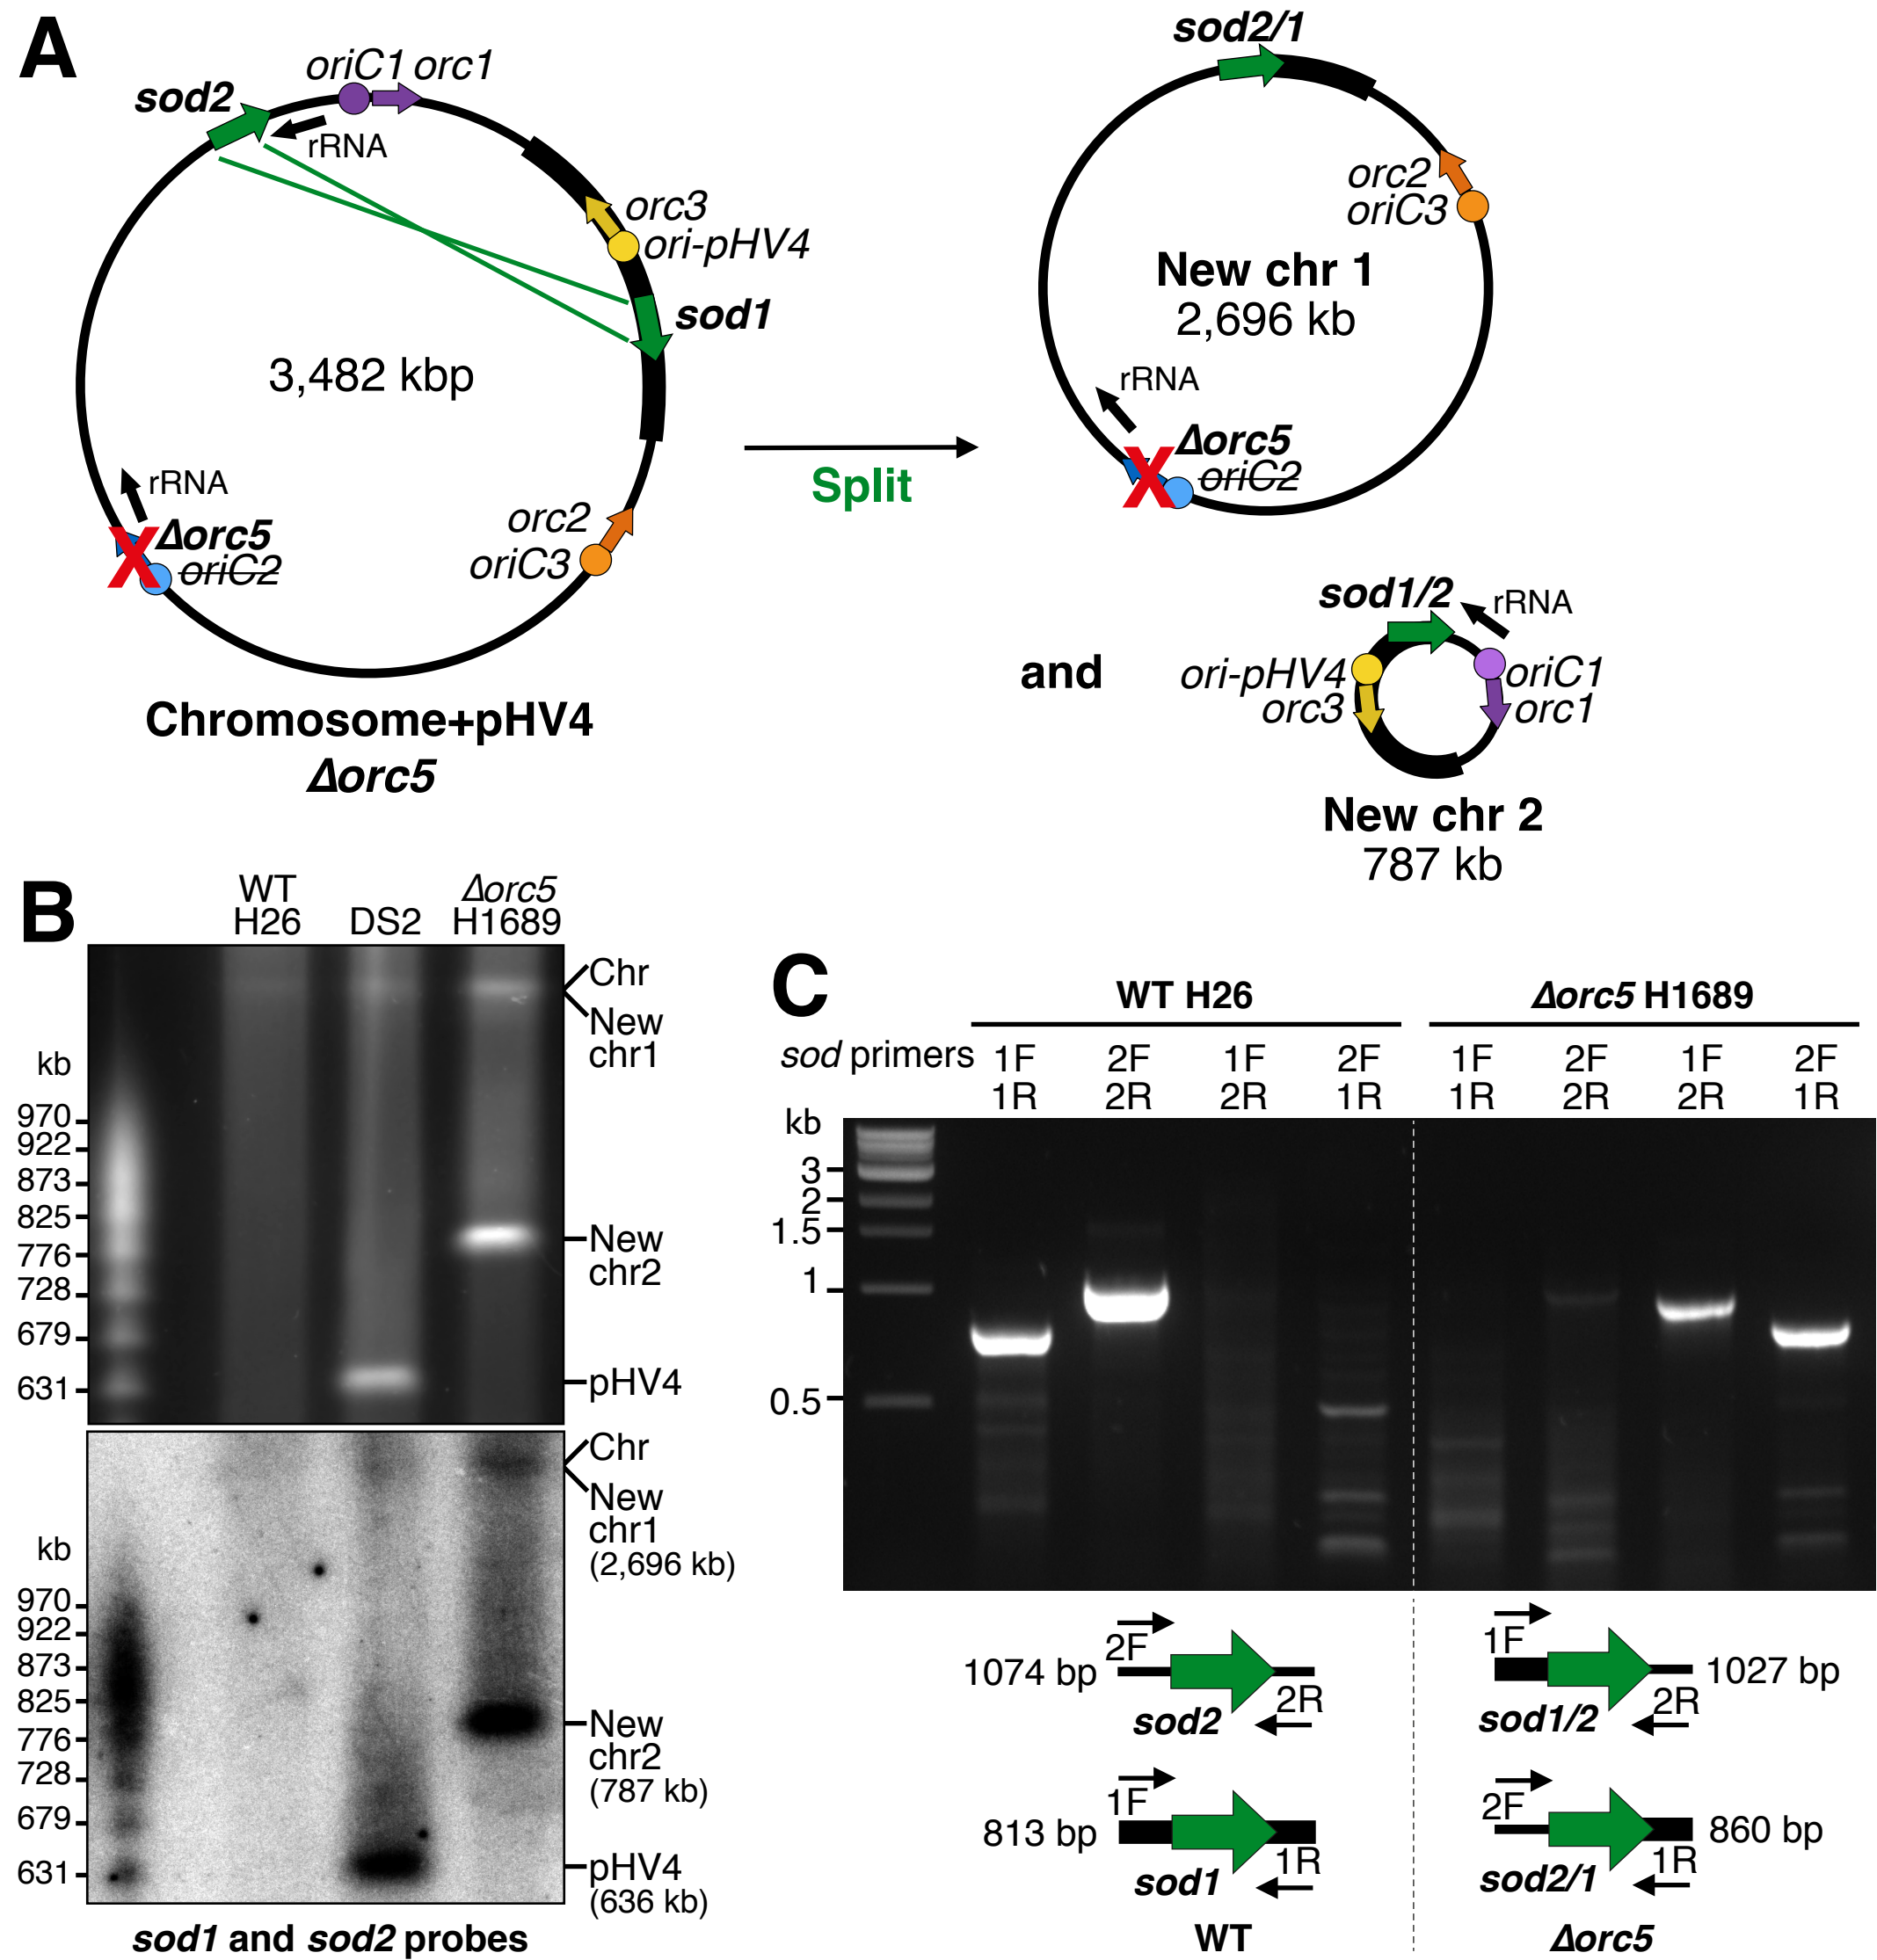 A
sod2
oriC1 orc1
rRNA
orc3
ori-pHV4
sod1
3,482 kbp
rRNA
Δorc5
oriC2
orc2
oriC3
Chromosome+pHV4
Δorc5
Split
sod2/1
orc2
oriC3
New chr 1
2,696 kb
rRNA
Δorc5
oriC2
and
sod1/2
rRNA
ori-pHV4
orc3
oriC1
orc1
New chr 2
787 kb
B
WT
H26
DS2
Δorc5
H1689
kb
970
922
873
825
776
728
679
631
Chr
New
chr1
New
chr2
pHV4
kb
970
922
873
825
776
728
679
631
Chr
New
chr1
(2,696 kb)
New
chr2
(787 kb)
pHV4
(636 kb)
sod1 and sod2 probes
C
WT H26
Δorc5 H1689
sod primers
1F 2F 1F 2F 1F 2F 1F 2F
1R 2R 2R 1R 1R 2R 2R 1R
kb
3
2
1.5
1
0.5
1074 bp
2F
2R
sod2
813 bp
1F
1R
sod1
WT
1F
2R
1027 bp
sod1/2
2F
1R
860 bp
sod2/1
Δorc5